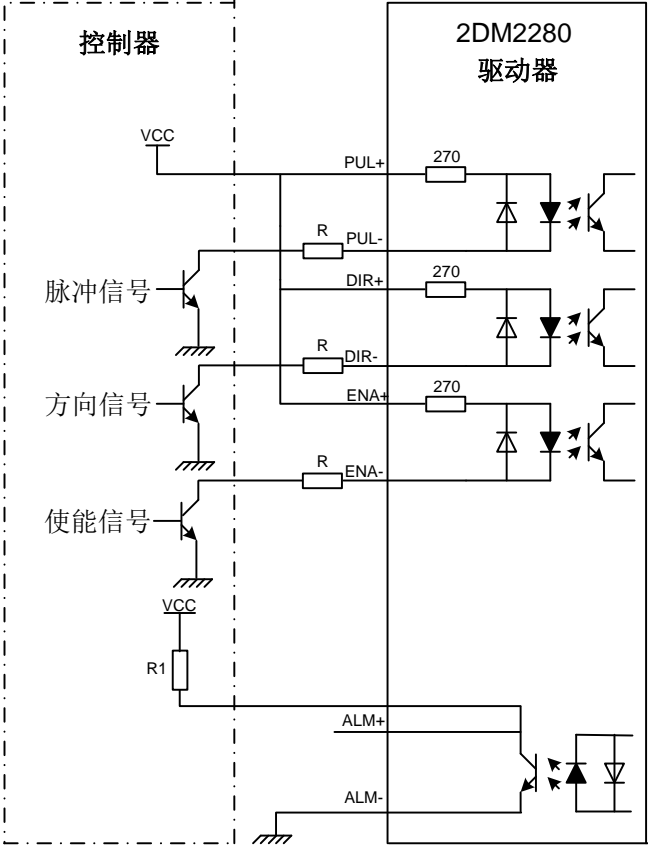 控制器
2DM2280
驱动器
VCC
PUL+
270
R
PUL-
脉冲信号
DIR+
270
R
DIR-
方向信号
ENA+
270
R
ENA-
使能信号
VCC
R1
ALM+
ALM-